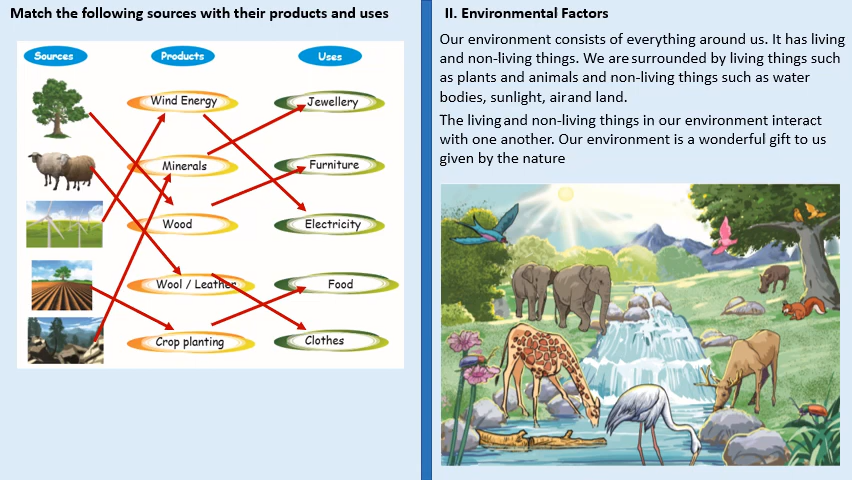 Match the following sources with their products and uses
Sources Products Uses
Wind Energy Jewellery
Minerals Furniture
Wood Electricity
Wool / Leather Food
Crop planting Clothes
II. Environmental Factors
Our environment consists of everything around us. It has living
and non-living things. We are surrounded by living things such
as plants and animals and non-living things such as water
bodies, sunlight, air and land.
The living and non-living things in our environment interact
with one another. Our environment is a wonderful gift to us
given by the nature